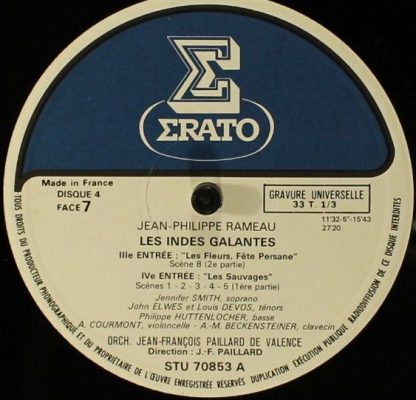 ΣRATO
Made in France
DISQUE 4
FACE 7
GRAVURE UNIVERSELLE
33 T. 1/3
11'32-5"-15'43
27'20
JEAN-PHILIPPE RAMEAU
LES INDES GALANTES
IIIe ENTRÉE : "Les Fleurs, Fête Persane"
Scène 8 (2e partie)
IVe ENTRÉE : "Les Sauvages"
Scènes 1 - 2 - 3 - 4 - 5 (1ère partie)
Jennifer SMITH, soprano
John ELWES et Louis DEVOS, ténors
Philippe HUTTENLOCHER, basse
A. COURMONT, violoncelle - A.-M. BECKENSTEINER, clavecin
ORCH. JEAN-FRANÇOIS PAILLARD DE VALENCE
Direction : J.-F. PAILLARD
STU 70853 A
TOUS DROITS DU PRODUCTEUR PHONOGRAPHIQUE ET DU PROPRIÉTAIRE DE L'ŒUVRE ENREGISTRÉE RÉSERVÉS DUPLICATION EXÉCUTION PUBLIQUE RADIODIFFUSION DE CE DISQUE INTERDITES